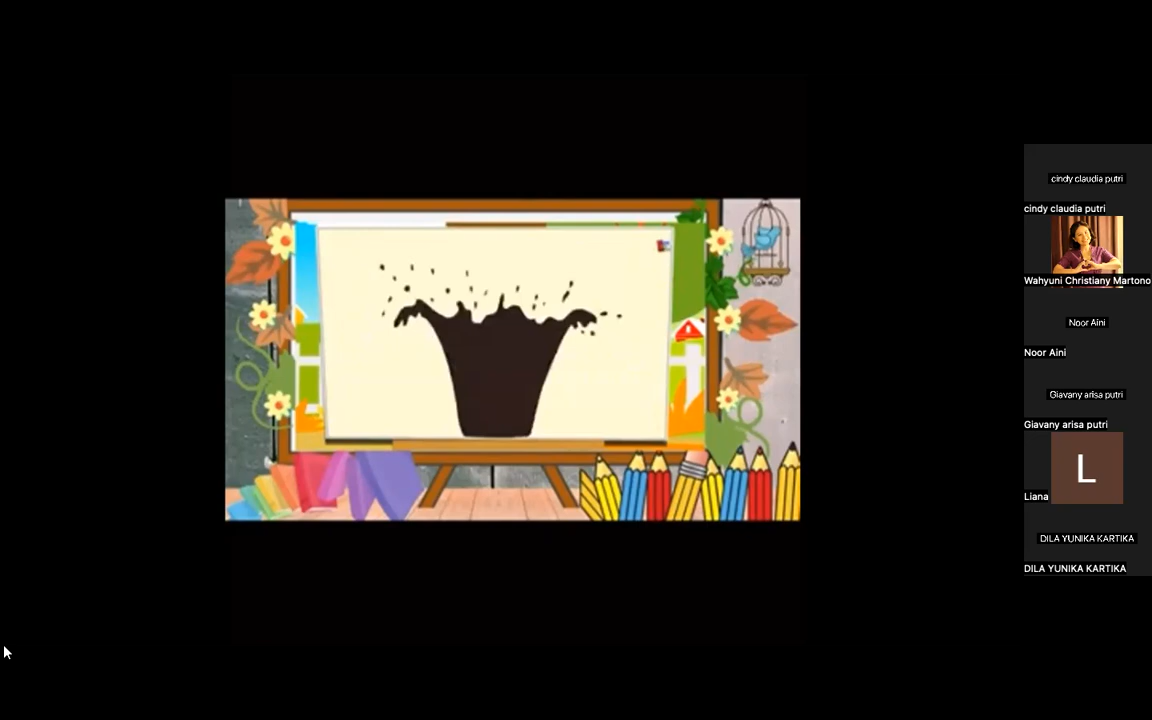 cindy claudia putri
cindy claudia putri
Wahyuni Christiany Martono
Noor Aini
Noor Aini
Giavany arisa putri
Giavany arisa putri
L
Liana
DILA YUNIKA KARTIKA
DILA YUNIKA KARTIKA